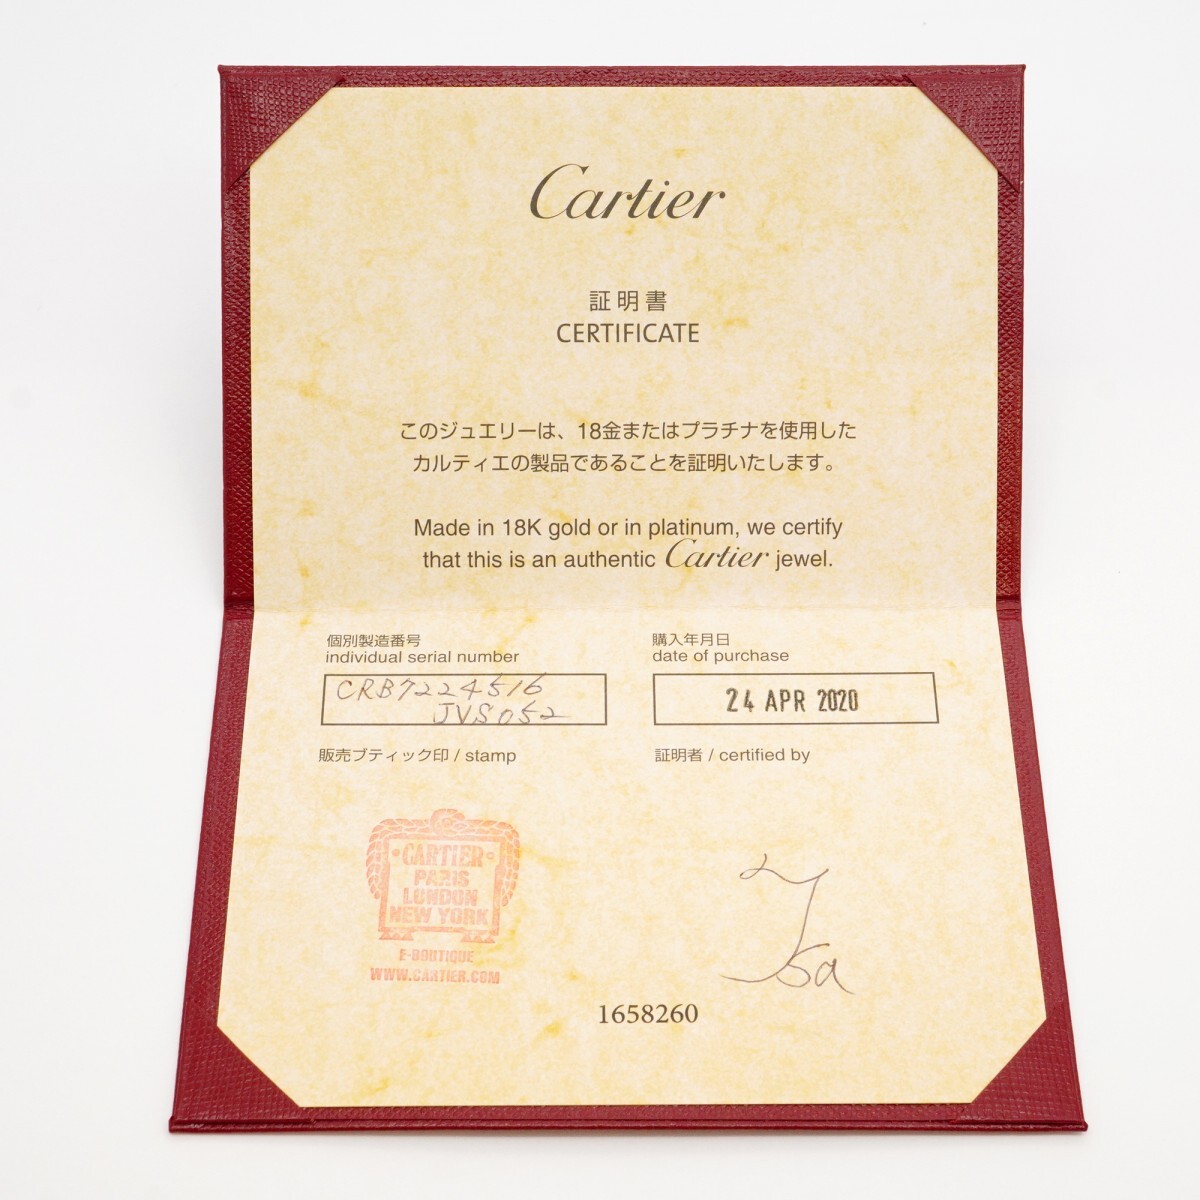 Cartier
証明書
CERTIFICATE
このジュエリーは、18金またはプラチナを使用した
カルティエの製品であることを証明いたします。
Made in 18K gold or in platinum, we certify
that this is an authentic Cartier jewel.
個別製造番号
individual serial number
CRB7224516
JVS052
購入年月日
date of purchase
24 APR 2020
販売ブティック印 / stamp
証明者 / certified by
CARTIER
PARIS
LONDON
NEW YORK
E-BOUTIQUE
WWW.CARTIER.COM
1658260